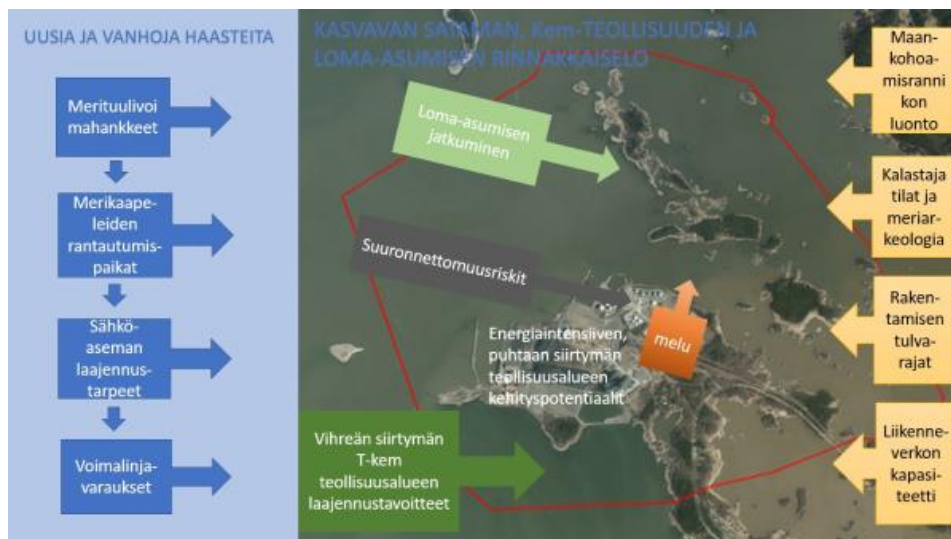 UUSIA JA VANHOJA HAASTEITA
Merituulivoi
mahankkeet
Merikaape-
leiden
rantautumis-
paikat
Sähkö-
aseman
laajennus-
tarpeet
Voimalinja-
varaukset
KASVAVAN SATAMAN, Kem-TEOLLISUUDEN JA
LOMA-ASUMISEN RINNAKKAISELO
Loma-asumisen
jatkuminen
Suuronnettomuusriskit
melu
Energiaintensiiven,
puhtaan siirtymän
teollisuusalueen
kehityspotentiaalit
Vihreän siirtymän
T-kem
teollisuusalueen
laajennustavoitteet
Maan-
kohoa-
misranni
kon
luonto
Kalastaja
tilat ja
meriar-
keologia
Raken-
tamisen
tulva-
rajat
Liikenne-
verkon
kapasi-
teetti